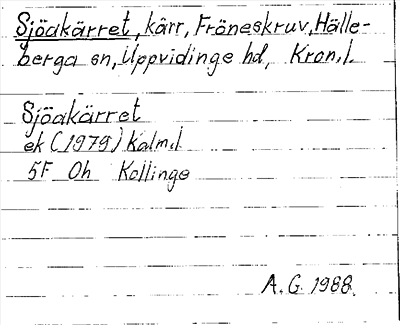 Sjöakärret, kärr, Fröneskruv, Hälle-
berga sn, Uppvidinge hd, Kron.l.
Sjöakärret
ek (1979) Kalm.l
5F 0h Kollinge
A.G. 1988.